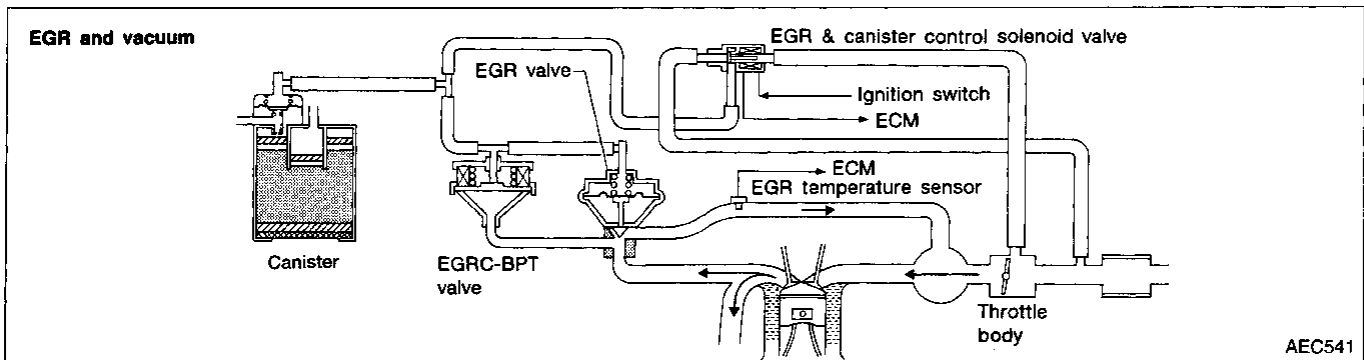 EGR and vacuum
EGR & canister control solenoid valve
EGR valve
Ignition switch
ECM
ECM
EGR temperature sensor
Canister
EGRC-BPT
valve
Throttle
body
AEC541